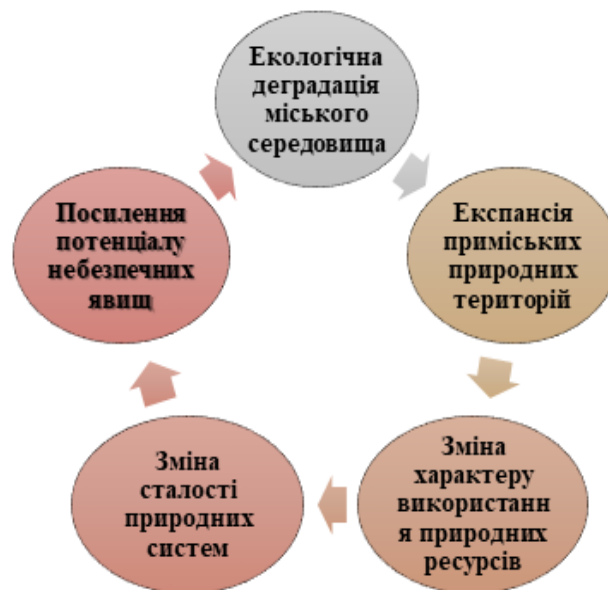 Екологічна
деградація
міського
середовища
Експансія
приміських
природних
територій
Зміна
характеру
використанн
я природних
ресурсів
Зміна
сталості
природних
систем
Посилення
потенціалу
небезпечних
явищ